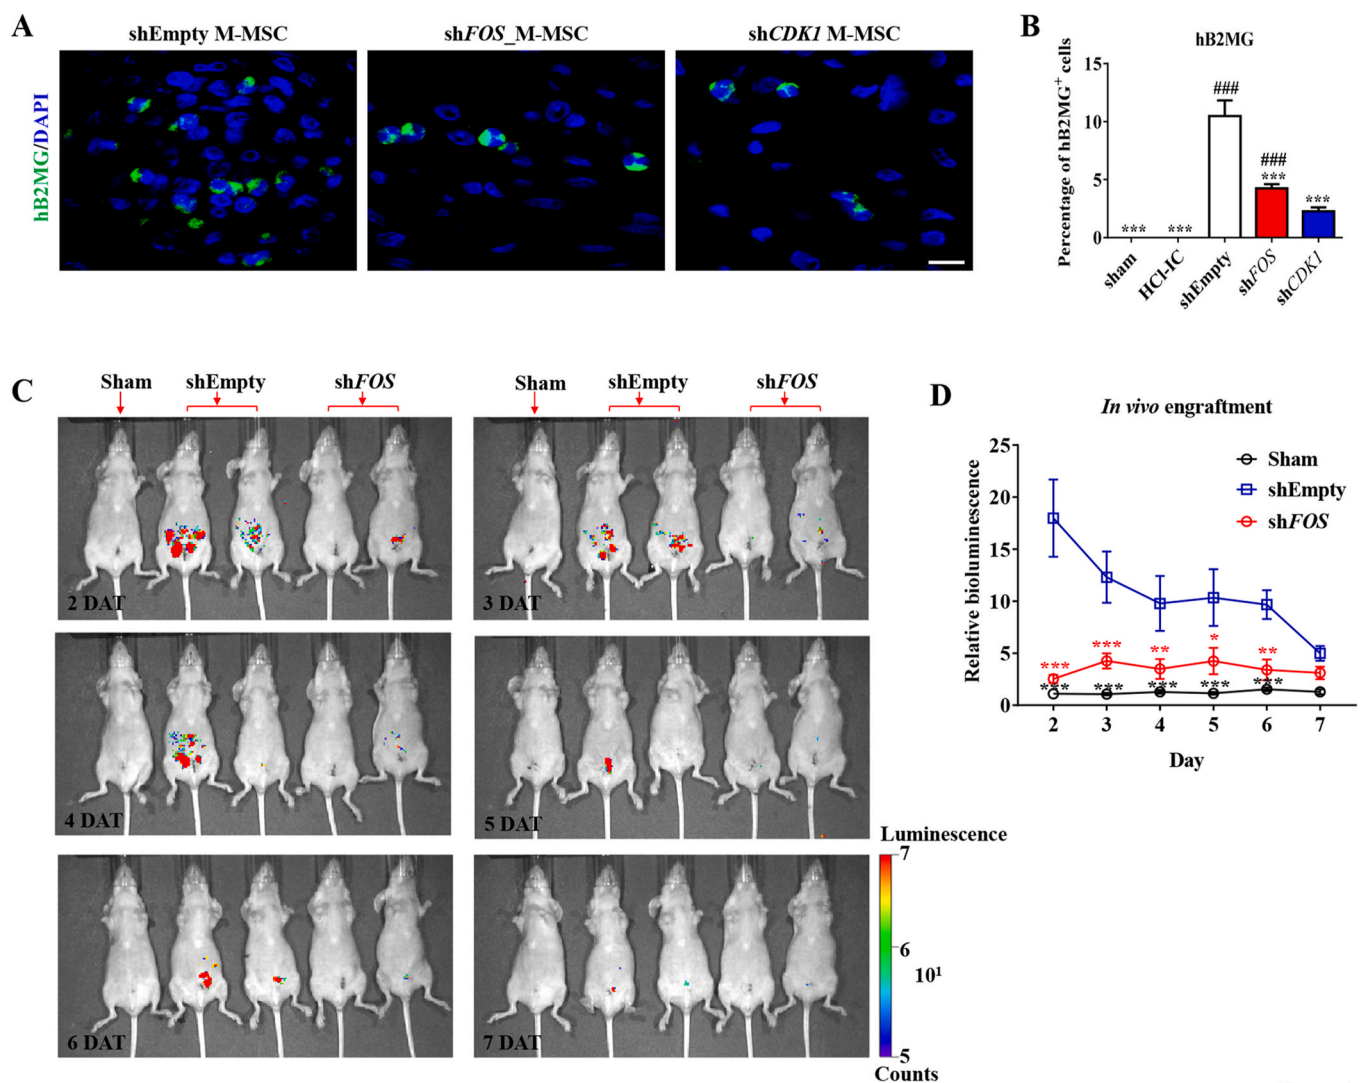 A
shEmpty M-MSC
shFOS_M-MSC
shCDK1 M-MSC
hB2MG/DAPI
B
hB2MG
Percentage of hB2MG+ cells
15
10
5
0
***
***
###
###
***
***
sham
HCl-IC
shEmpty
shFOS
shCDK1
C
Sham
shEmpty
shFOS
Sham
shEmpty
shFOS
2 DAT
3 DAT
4 DAT
5 DAT
6 DAT
7 DAT
Luminescence
7
6
10¹
5
Counts
D
In vivo engraftment
Relative bioluminescence
25
20
15
10
5
0
Sham
shEmpty
shFOS
***
***
**
*
**
***
***
***
***
***
2
3
4
5
6
7
Day